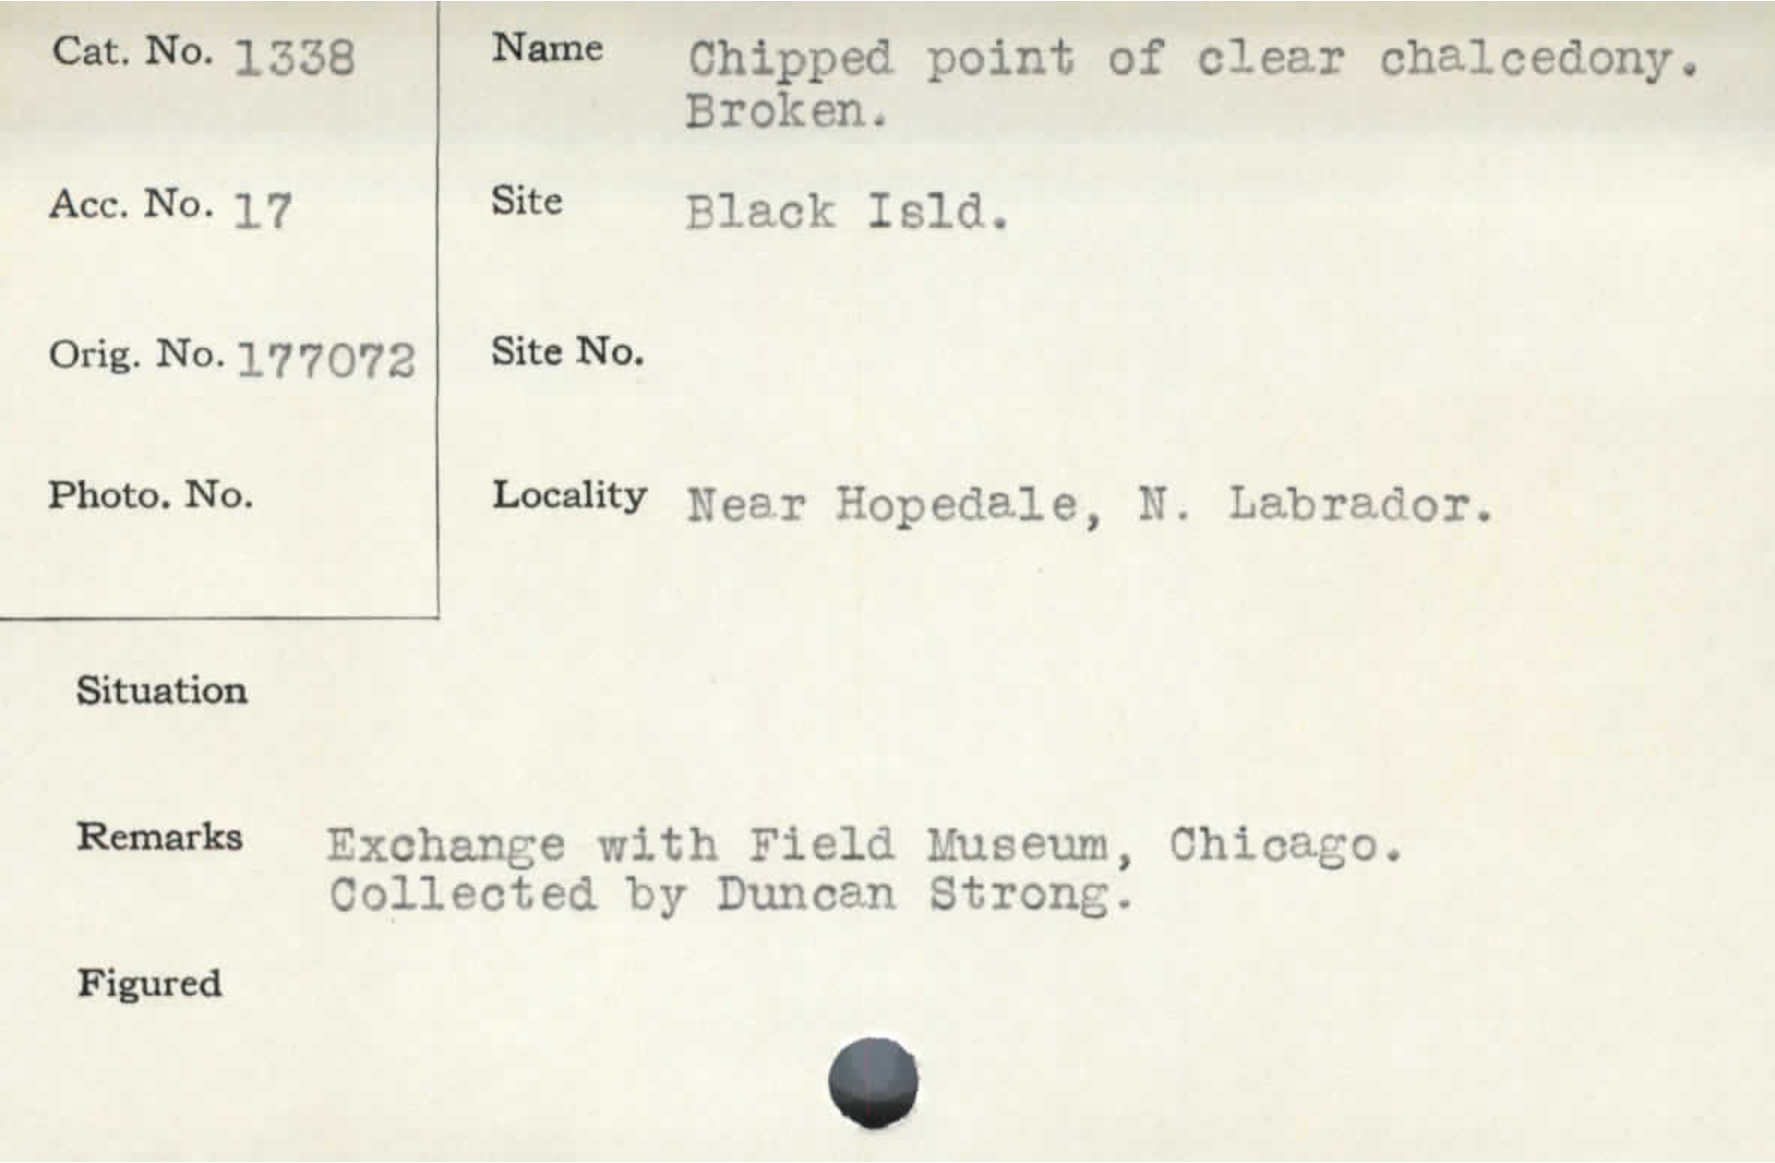 Cat. No. 1338
Name Chipped point of clear chalcedony.
Broken.
Acc. No. 17
Site Black Isld.
Orig. No. 177072
Site No.
Photo. No.
Locality Near Hopedale, N. Labrador.
Situation
Remarks Exchange with Field Museum, Chicago.
Collected by Duncan Strong.
Figured